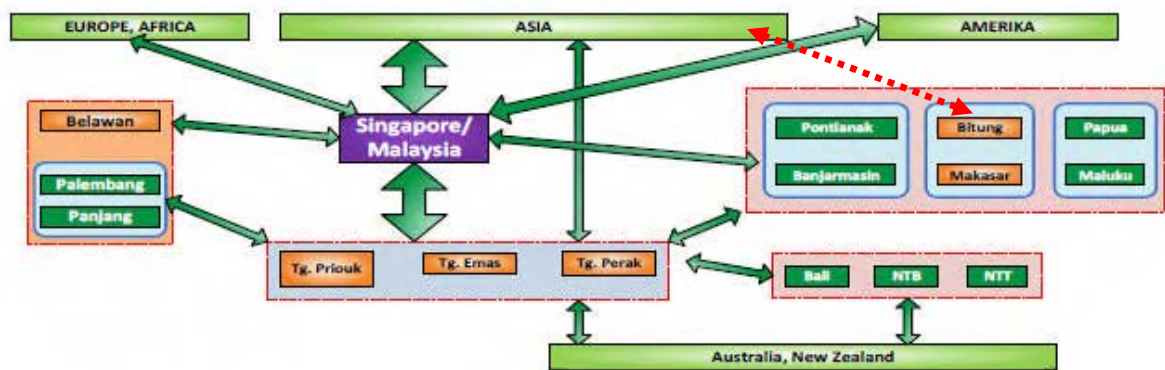 EUROPE, AFRICA
ASIA
AMERIKA
Belawan
Singapore/
Malaysia
Pontianak
Bitung
Papua
Palembang
Banjarmasin
Makasar
Maluku
Panjang
Tg. Priouk
Tg. Emas
Tg. Perak
Bali
NTB
NTT
Australia, New Zealand